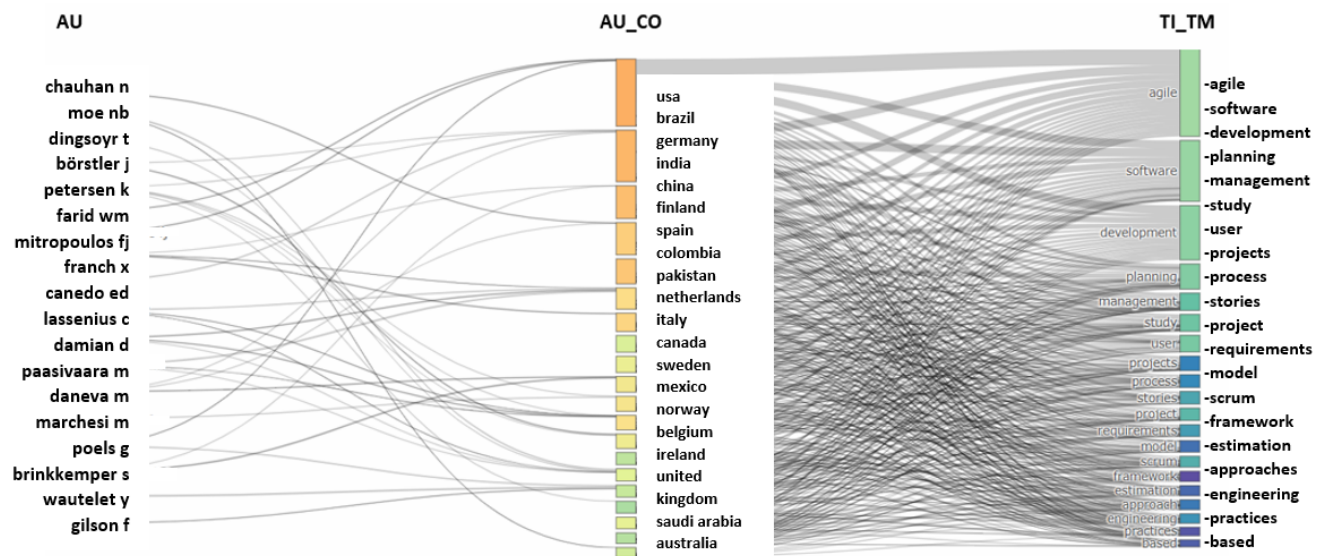 AU
AU_CO
TI_TM
chauhan n
moe nb
dingsoyr t
börstler j
petersen k
farid wm
mitropoulos fj
franch x
canedo ed
lassenius c
damian d
paasivaara m
daneva m
marchesi m
poels g
brinkkemper s
wautelet y
gilson f
usa
brazil
germany
india
china
finland
spain
colombia
pakistan
netherlands
italy
canada
sweden
mexico
norway
belgium
ireland
united
kingdom
saudi arabia
australia
agile
software
development
planning
management
study
user
projects
process
stories
project
requirements
model
scrum
framework
estimation
approach
engineering
practices
based
-agile
-software
-development
-planning
-management
-study
-user
-projects
-process
-stories
-project
-requirements
-model
-scrum
-framework
-estimation
-approaches
-engineering
-practices
-based